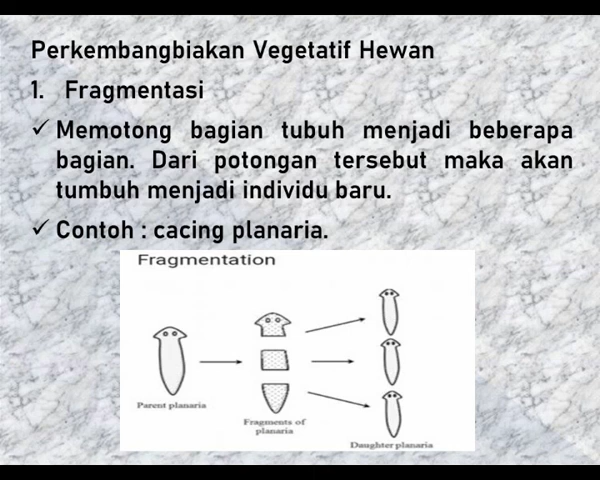 Perkembangbiakan Vegetatif Hewan
1. Fragmentasi
✓ Memotong bagian tubuh menjadi beberapa
bagian. Dari potongan tersebut maka akan
tumbuh menjadi individu baru.
✓ Contoh : cacing planaria.
Fragmentation
Parent planaria
Fragments of
planaria
Daughter planaria